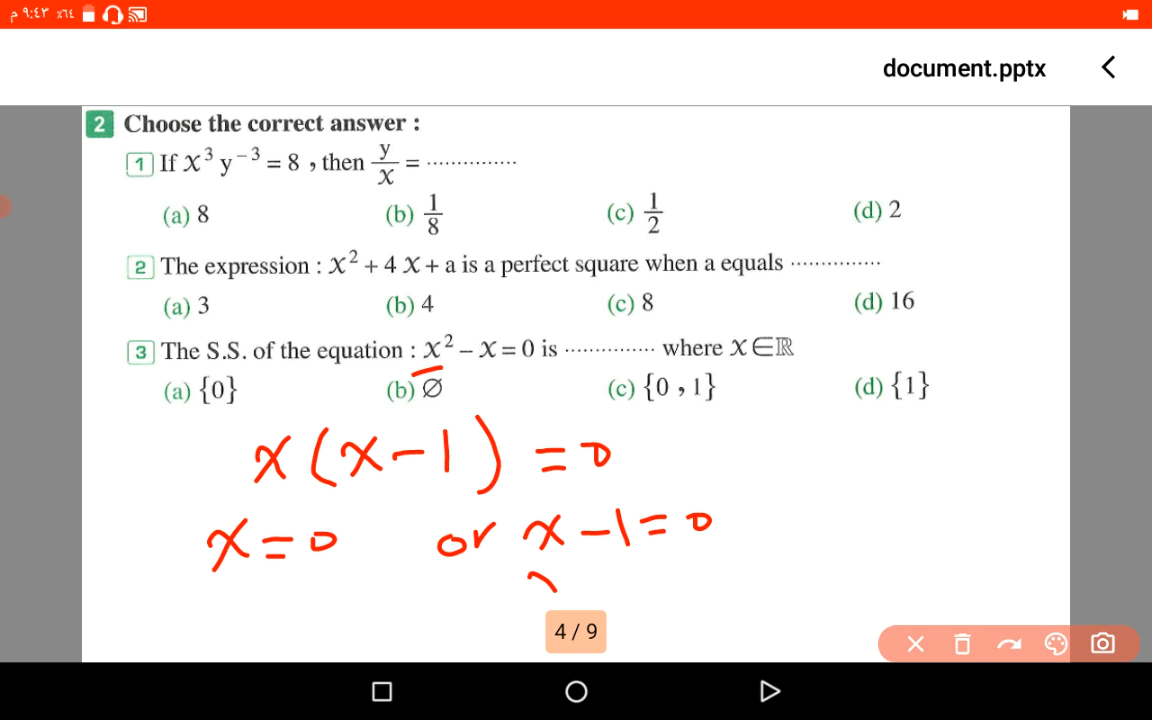 م ٩:٤٣ ٪٦٤
document.pptx
2 Choose the correct answer :
1 If x³ y⁻³ = 8 , then y/x = ...............
(a) 8 (b) 1/8 (c) 1/2 (d) 2
2 The expression : x² + 4 x + a is a perfect square when a equals ...............
(a) 3 (b) 4 (c) 8 (d) 16
3 The S.S. of the equation : x² – x = 0 is ............... where x ∈ ℝ
(a) {0} (b) ∅ (c) {0 , 1} (d) {1}
x (x - 1) = 0
x = 0 or x - 1 = 0
4 / 9